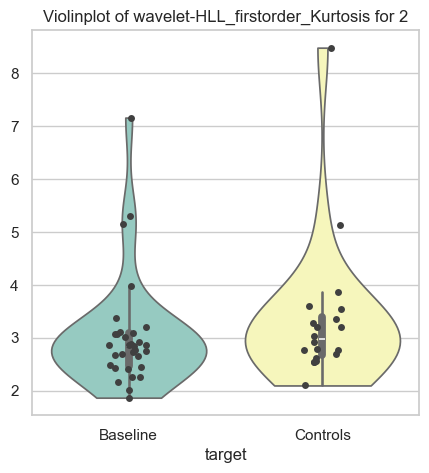 Violinplot of wavelet-HLL_firstorder_Kurtosis for 2
8
7
6
5
4
3
2
Baseline Controls
target